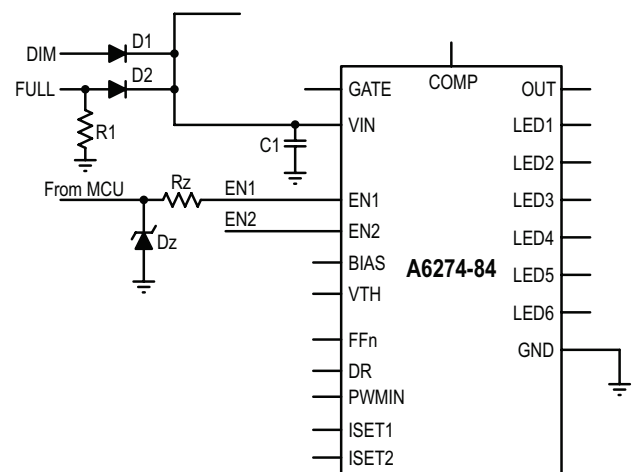 DIM
D1
FULL
D2
R1
C1
From MCU
Rz
EN1
EN2
Dz
COMP
GATE
OUT
VIN
LED1
LED2
EN1
LED3
EN2
LED4
BIAS
A6274-84
LED5
VTH
LED6
FFn
GND
DR
PWMIN
ISET1
ISET2